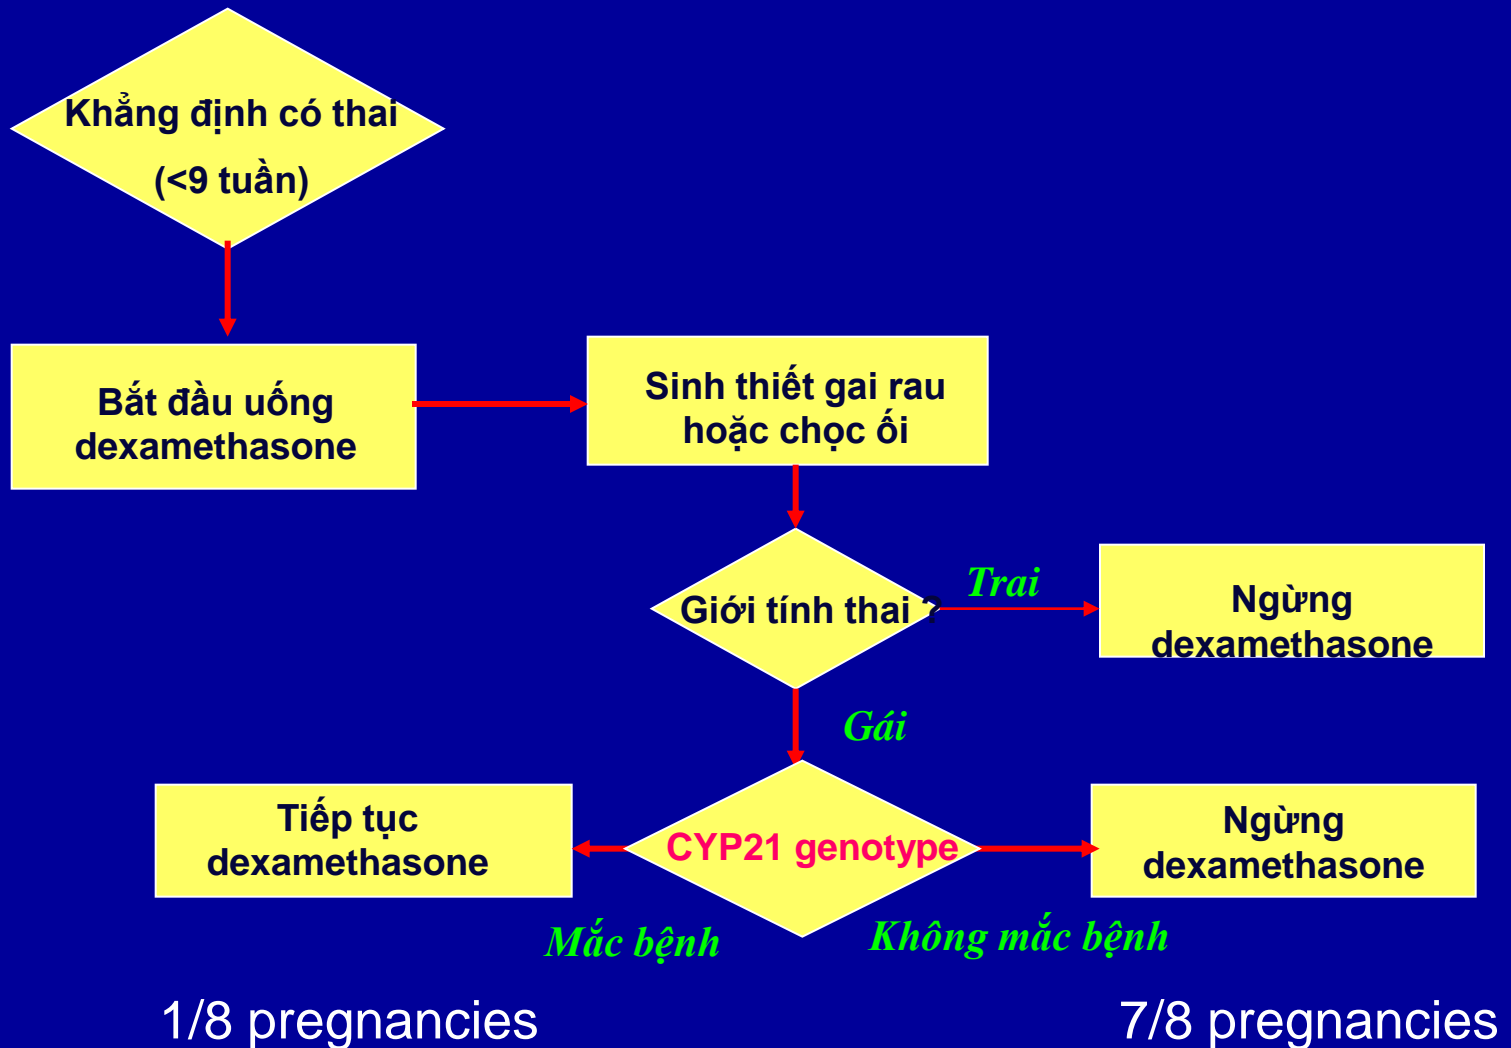 Khẳng định có thai
(<9 tuần)
Bắt đầu uống
dexamethasone
Sinh thiết gai rau
hoặc chọc ối
Giới tính thai ?
Trai
Ngừng
dexamethasone
Gái
Tiếp tục
dexamethasone
CYP21 genotype
Ngừng
dexamethasone
Mắc bệnh
Không mắc bệnh
1/8 pregnancies
7/8 pregnancies